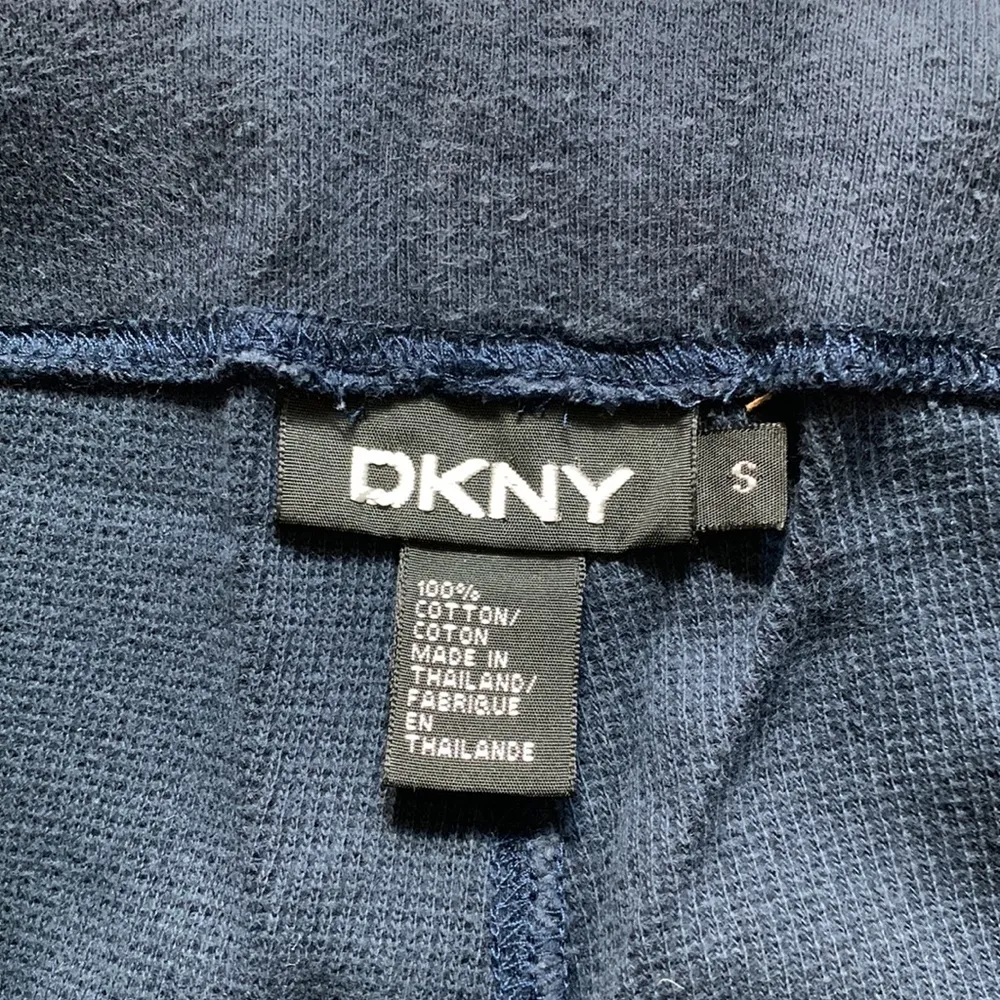 DKNY
S
100%
COTTON/
COTON
MADE IN
THAILAND/
FABRIQUE
EN
THAILANDE